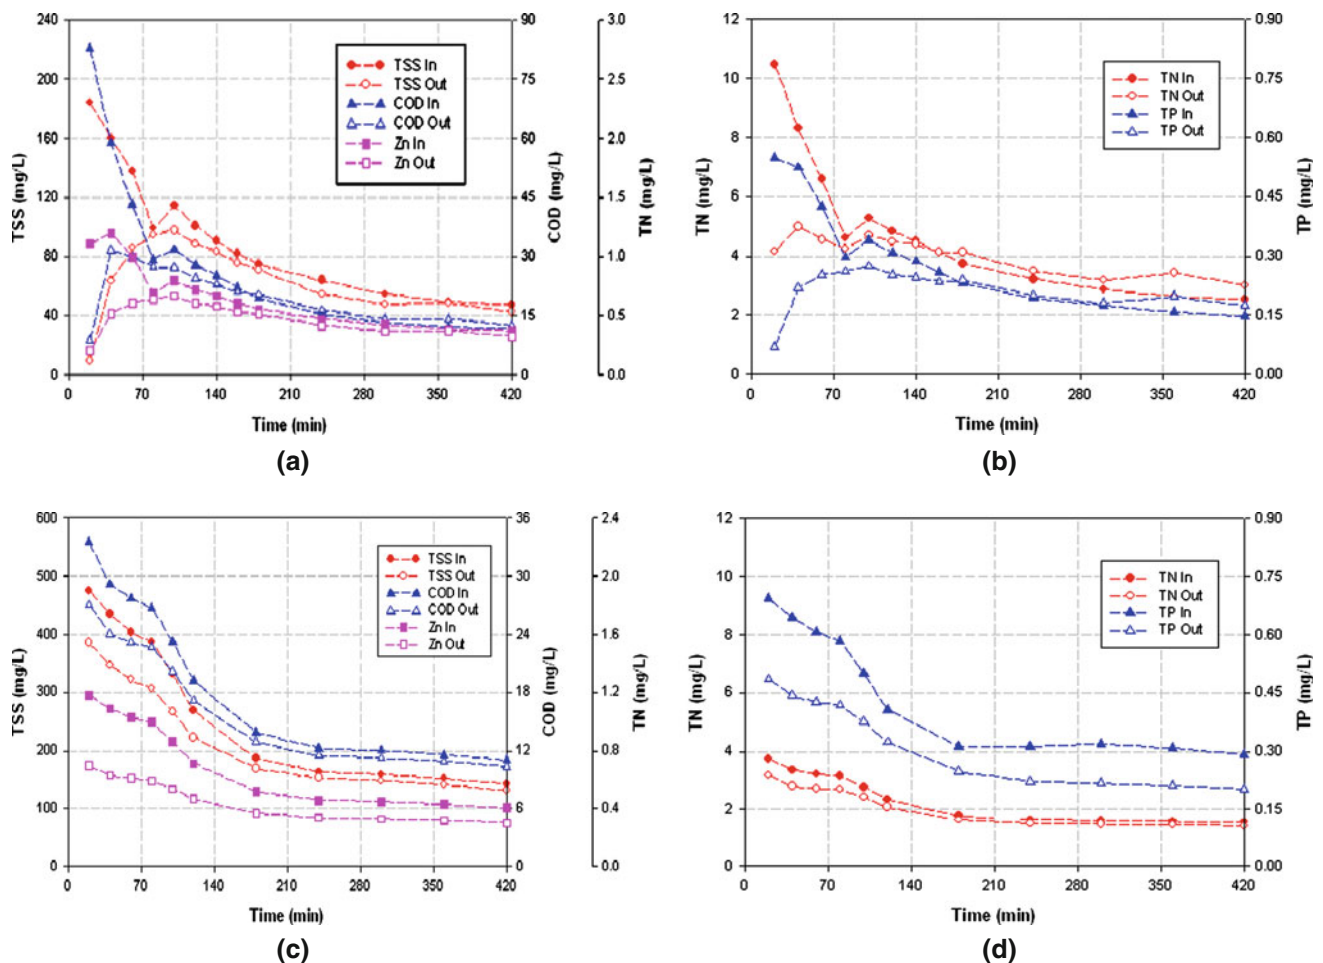 240
200
160
120
80
40
0
TSS (mg/L)
90
75
60
45
30
15
0
COD (mg/L)
3.0
2.5
2.0
1.5
1.0
0.5
0.0
TN (mg/L)
TSS In
TSS Out
COD In
COD Out
Zn In
Zn Out
0 70 140 210 280 350 420
Time (min)
(a)
12
10
8
6
4
2
0
TN (mg/L)
0.90
0.75
0.60
0.45
0.30
0.15
0.00
TP (mg/L)
TN In
TN Out
TP In
TP Out
0 70 140 210 280 350 420
Time (min)
(b)
600
500
400
300
200
100
0
TSS (mg/L)
36
30
24
18
12
6
0
COD (mg/L)
2.4
2.0
1.6
1.2
0.8
0.4
0.0
TN (mg/L)
TSS In
TSS Out
COD In
COD Out
Zn In
Zn Out
0 70 140 210 280 350 420
Time (min)
(c)
12
10
8
6
4
2
0
TN (mg/L)
0.90
0.75
0.60
0.45
0.30
0.15
0.00
TP (mg/L)
TN In
TN Out
TP In
TP Out
0 70 140 210 280 350 420
Time (min)
(d)